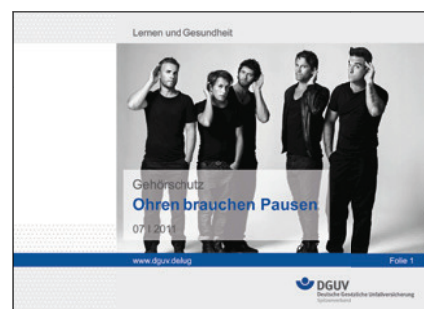 Lernen und Gesundheit
Gehörschutz
Ohren brauchen Pausen
07 I 2011
www.dguv.de/lug
Folie 1
DGUV
Deutsche Gesetzliche Unfallversicherung
Spitzenverband